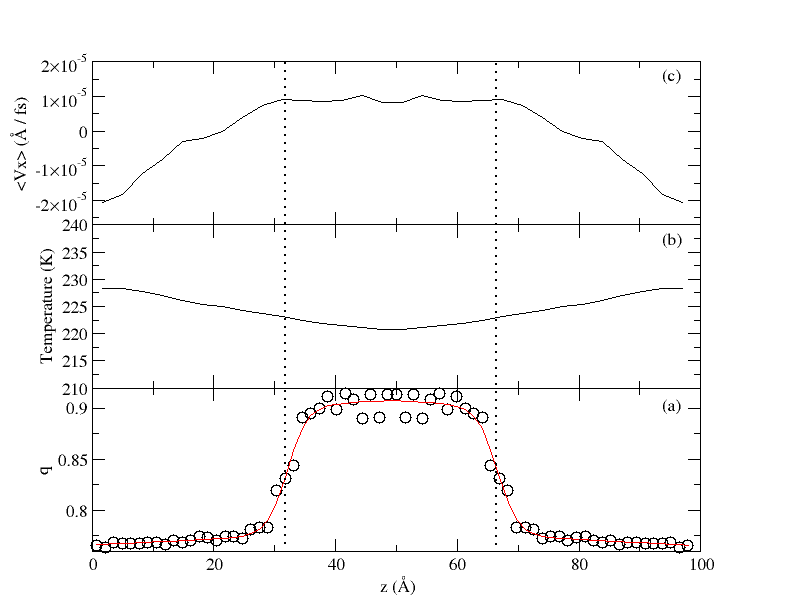 2×10⁻⁵
1×10⁻⁵
0
-1×10⁻⁵
-2×10⁻⁵
<Vx> (Å / fs)
(c)
240
235
230
225
220
215
210
Temperature (K)
(b)
0.9
0.85
0.8
q
(a)
0 20 40 60 80 100
z (Å)